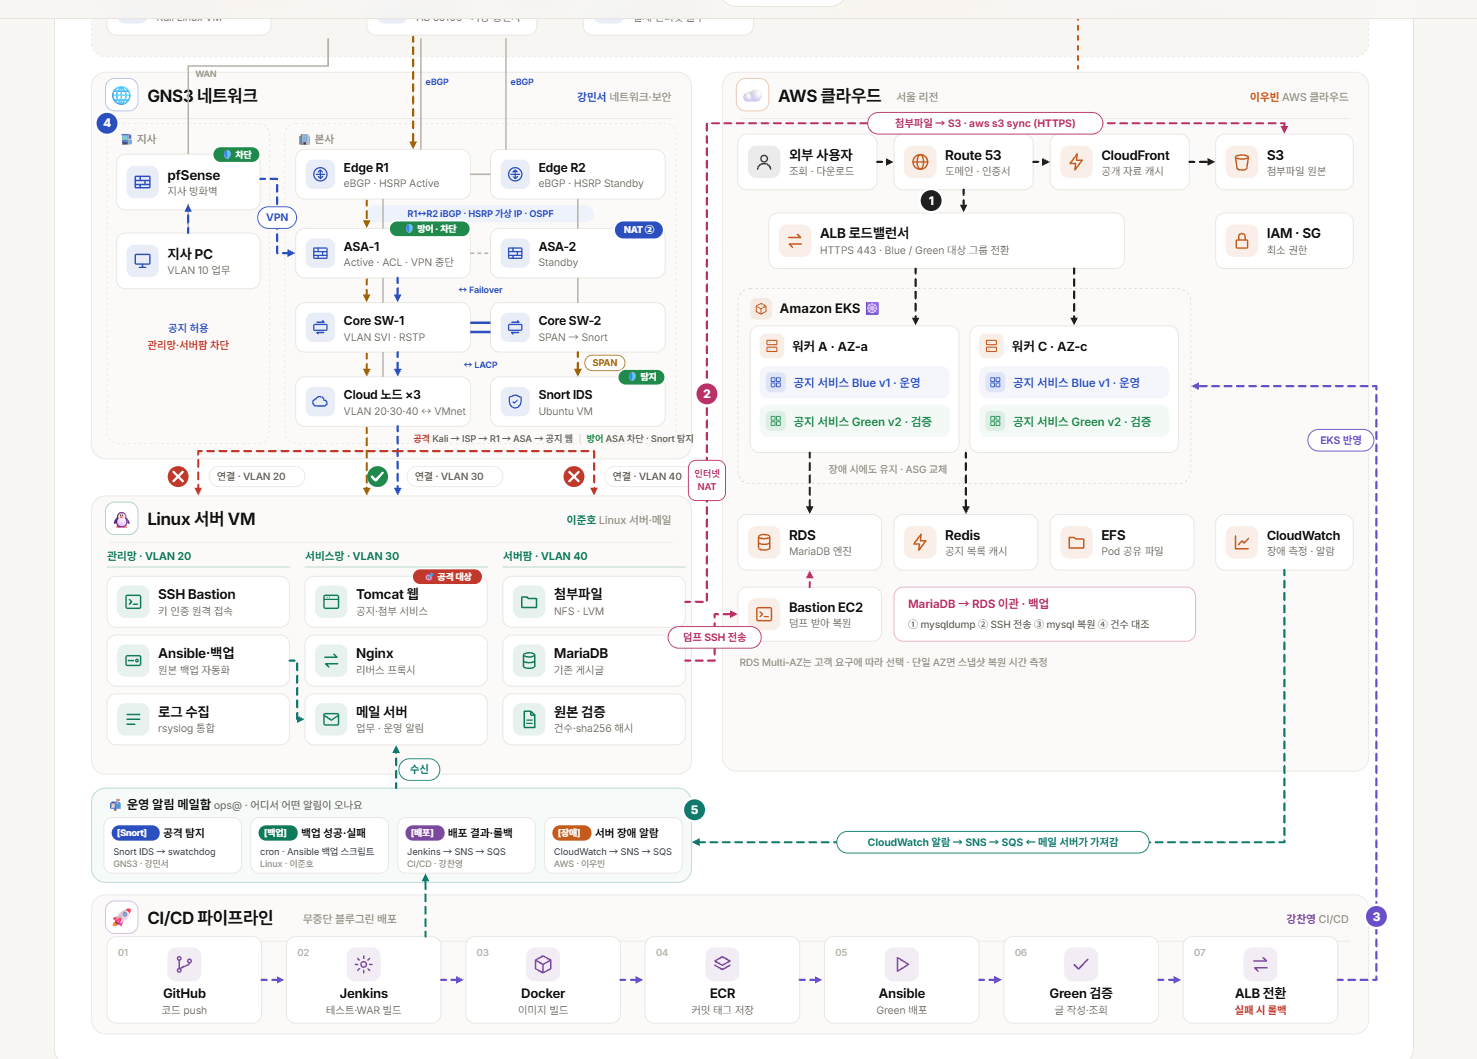 WAN
eBGP
eBGP
GNS3 네트워크
강민서 네트워크·보안
4
지사
본사
차단
pfSense
지사 방화벽
VPN
지사 PC
VLAN 10 업무
공지 허용
관리망·서버팜 차단
Edge R1
eBGP · HSRP Active
Edge R2
eBGP · HSRP Standby
R1↔R2 iBGP · HSRP 가상 IP · OSPF
방어 · 차단
NAT ②
ASA-1
Active · ACL · VPN 종단
ASA-2
Standby
↔ Failover
Core SW-1
VLAN SVI · RSTP
Core SW-2
SPAN → Snort
↔ LACP
SPAN
탐지
Cloud 노드 ×3
VLAN 20·30·40 ↔ VMnet
Snort IDS
Ubuntu VM
공격 Kali → ISP → R1 → ASA → 공지 웹 | 방어 ASA 차단 · Snort 탐지
연결 · VLAN 20
연결 · VLAN 30
연결 · VLAN 40
인터넷
NAT
2
Linux 서버 VM
이준호 Linux 서버·메일
관리망 · VLAN 20
서비스망 · VLAN 30
서버팜 · VLAN 40
공격 대상
SSH Bastion
키 인증 원격 접속
Tomcat 웹
공지·첨부 서비스
첨부파일
NFS · LVM
Ansible·백업
원본 백업 자동화
Nginx
리버스 프록시
MariaDB
기존 게시글
로그 수집
rsyslog 통합
메일 서버
업무 · 운영 알림
원본 검증
건수·sha256 해시
덤프 SSH 전송
수신
AWS 클라우드
서울 리전
이우빈 AWS 클라우드
첨부파일 → S3 · aws s3 sync (HTTPS)
외부 사용자
조회 · 다운로드
Route 53
도메인 · 인증서
CloudFront
공개 자료 캐시
S3
첨부파일 원본
1
ALB 로드밸런서
HTTPS 443 · Blue / Green 대상 그룹 전환
IAM · SG
최소 권한
Amazon EKS
워커 A · AZ-a
공지 서비스 Blue v1 · 운영
공지 서비스 Green v2 · 검증
워커 C · AZ-c
공지 서비스 Blue v1 · 운영
공지 서비스 Green v2 · 검증
장애 시에도 유지 · ASG 교체
EKS 반영
RDS
MariaDB 엔진
Redis
공지 목록 캐시
EFS
Pod 공유 파일
CloudWatch
장애 측정 · 알람
Bastion EC2
덤프 받아 복원
MariaDB → RDS 이관 · 백업
① mysqldump ② SSH 전송 ③ mysql 복원 ④ 건수 대조
RDS Multi-AZ는 고객 요구에 따라 선택 · 단일 AZ면 스냅샷 복원 시간 측정
운영 알림 메일함 ops@ · 어디서 어떤 알림이 오나요
5
[Snort] 공격 탐지
Snort IDS → swatchdog
GNS3 · 강민서
[백업] 백업 성공·실패
cron · Ansible 백업 스크립트
Linux · 이준호
[배포] 배포 결과·롤백
Jenkins → SNS → SQS
CI/CD · 강찬영
[장애] 서버 장애 알람
CloudWatch → SNS → SQS
AWS · 이우빈
CloudWatch 알람 → SNS → SQS ← 메일 서버가 가져감
CI/CD 파이프라인
무중단 블루그린 배포
강찬영 CI/CD
3
01
GitHub
코드 push
02
Jenkins
테스트·WAR 빌드
03
Docker
이미지 빌드
04
ECR
커밋 태그 저장
05
Ansible
Green 배포
06
Green 검증
글 작성·조회
07
ALB 전환
실패 시 롤백